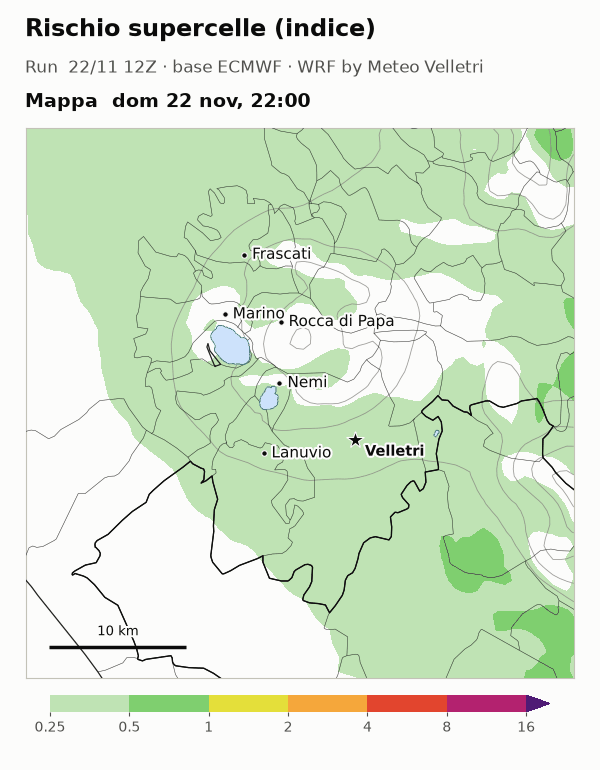 Rischio supercelle (indice)
Run  22/11 12Z · base ECMWF · WRF by Meteo Velletri
Mappa  dom 22 nov, 22:00
Frascati
Marino
Rocca di Papa
Nemi
Velletri
Lanuvio
10 km
0.25 0.5 1 2 4 8 16